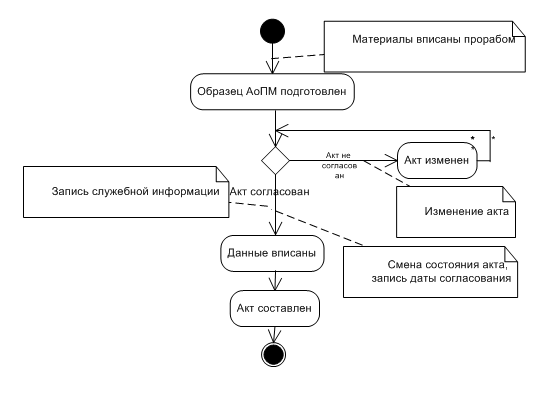 Материалы вписаны прорабом
Образец АоПМ подготовлен
*
*
*
Акт не
согласов
ан
Акт изменен
Запись служебной информации
Акт согласован
Изменение акта
Данные вписаны
Смена состояния акта,
запись даты согласования
Акт составлен